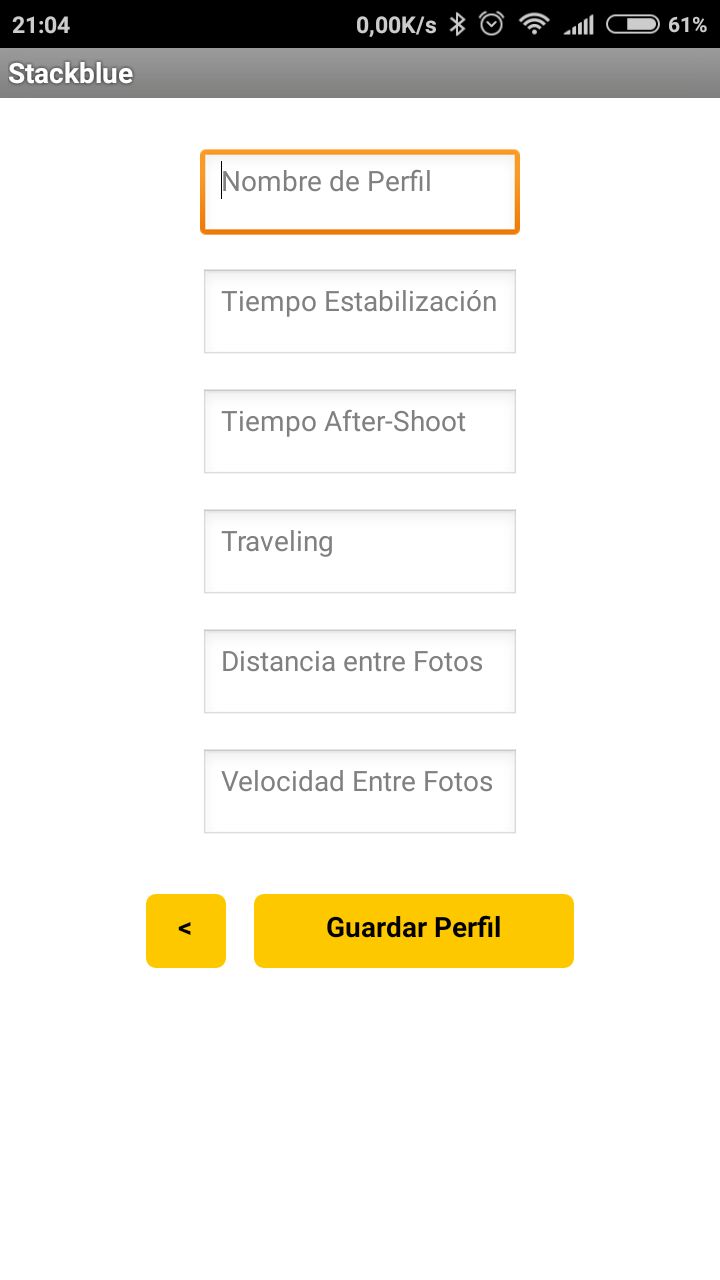 21:04 0,00K/s 61%
Stackblue
Nombre de Perfil
Tiempo Estabilización
Tiempo After-Shoot
Traveling
Distancia entre Fotos
Velocidad Entre Fotos
< Guardar Perfil